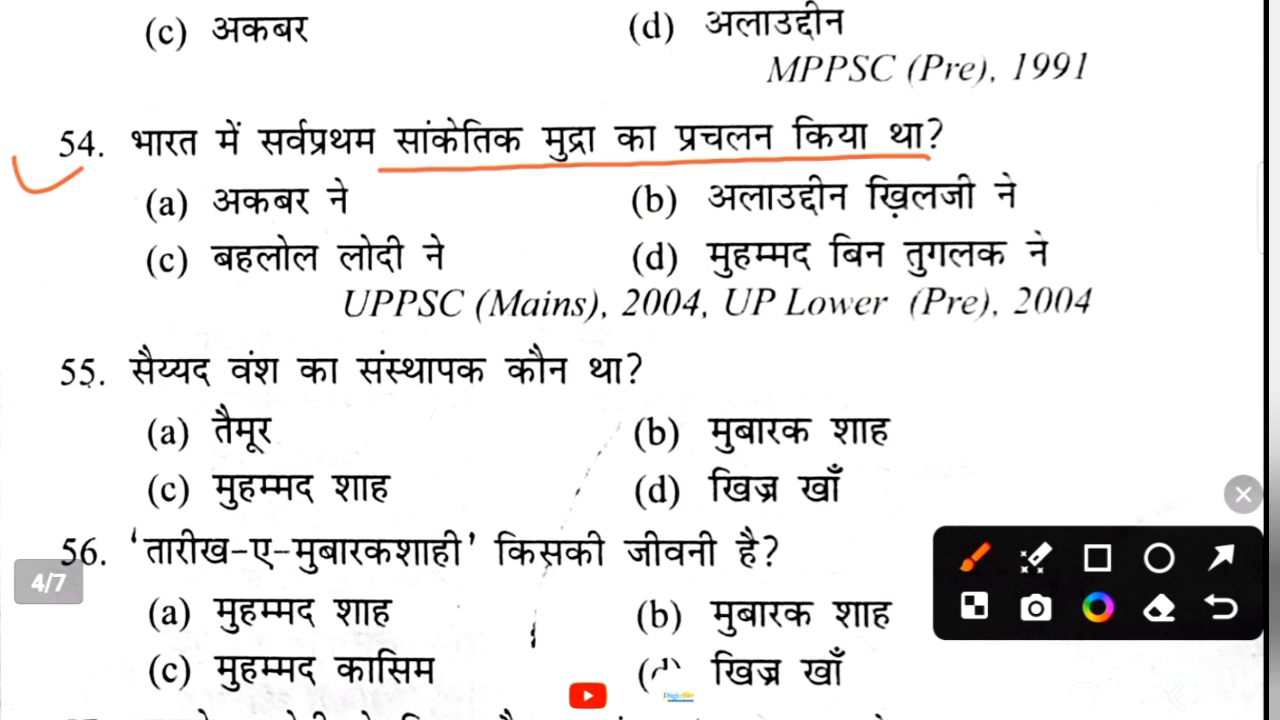 (c) अकबर (d) अलाउद्दीन
MPPSC (Pre), 1991
54. भारत में सर्वप्रथम सांकेतिक मुद्रा का प्रचलन किया था?
(a) अकबर ने (b) अलाउद्दीन ख़िलजी ने
(c) बहलोल लोदी ने (d) मुहम्मद बिन तुगलक ने
UPPSC (Mains), 2004, UP Lower (Pre), 2004
55. सैय्यद वंश का संस्थापक कौन था?
(a) तैमूर (b) मुबारक शाह
(c) मुहम्मद शाह (d) खिज्र खाँ
56. 'तारीख-ए-मुबारकशाही' किसकी जीवनी है?
4/7
(a) मुहम्मद शाह (b) मुबारक शाह
(c) मुहम्मद कासिम (d) खिज्र खाँ